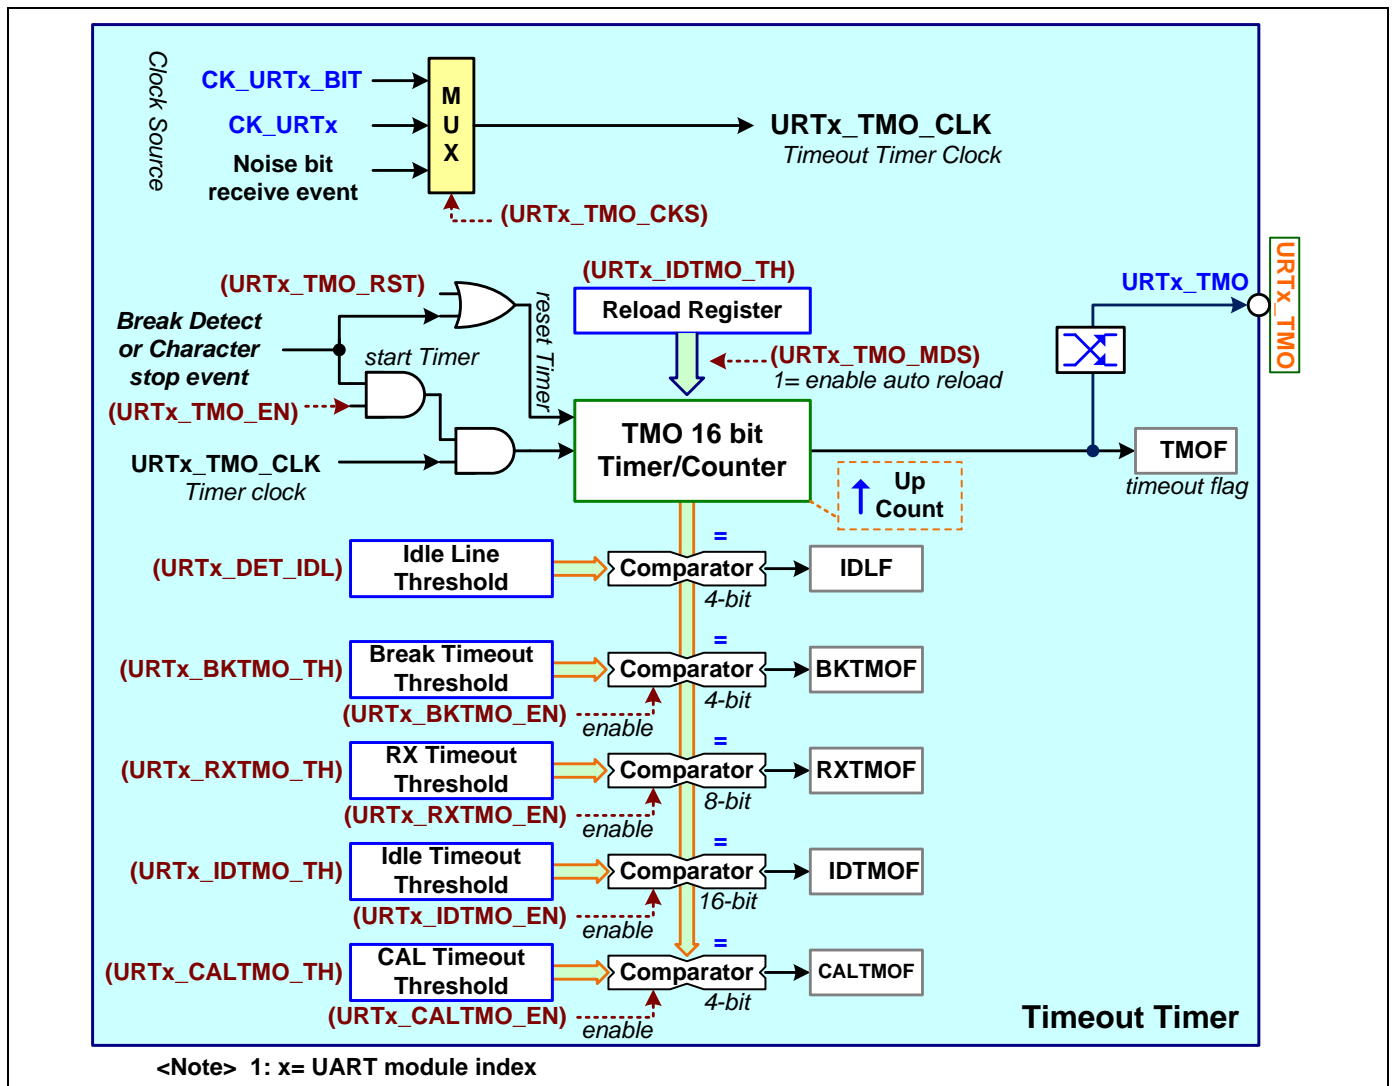 Clock Source
CK_URTx_BIT
CK_URTx
Noise bit
receive event
M
U
X
URTx_TMO_CLK
Timeout Timer Clock
(URTx_TMO_CKS)
(URTx_TMO_RST)
Break Detect
or Character
stop event
start Timer
reset Timer
(URTx_TMO_EN)
URTx_TMO_CLK
Timer clock
(URTx_IDTMO_TH)
Reload Register
(URTx_TMO_MDS)
1= enable auto reload
TMO 16 bit
Timer/Counter
Up
Count
URTx_TMO
URTx_TMO
TMOF
timeout flag
(URTx_DET_IDL)
Idle Line
Threshold
=
Comparator
4-bit
IDLF
(URTx_BKTMO_TH)
Break Timeout
Threshold
=
Comparator
4-bit
BKTMOF
(URTx_BKTMO_EN)
enable
(URTx_RXTMO_TH)
RX Timeout
Threshold
=
Comparator
8-bit
RXTMOF
(URTx_RXTMO_EN)
enable
(URTx_IDTMO_TH)
Idle Timeout
Threshold
=
Comparator
16-bit
IDTMOF
(URTx_IDTMO_EN)
enable
(URTx_CALTMO_TH)
CAL Timeout
Threshold
=
Comparator
4-bit
CALTMOF
(URTx_CALTMO_EN)
enable
Timeout Timer
<Note> 1: x= UART module index